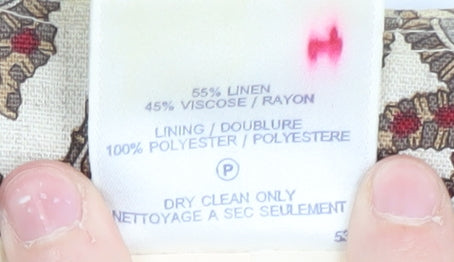 55% LINEN
45% VISCOSE / RAYON
LINING / DOUBLURE
100% POLYESTER / POLYESTERE
P
DRY CLEAN ONLY
NETTOYAGE A SEC SEULEMENT